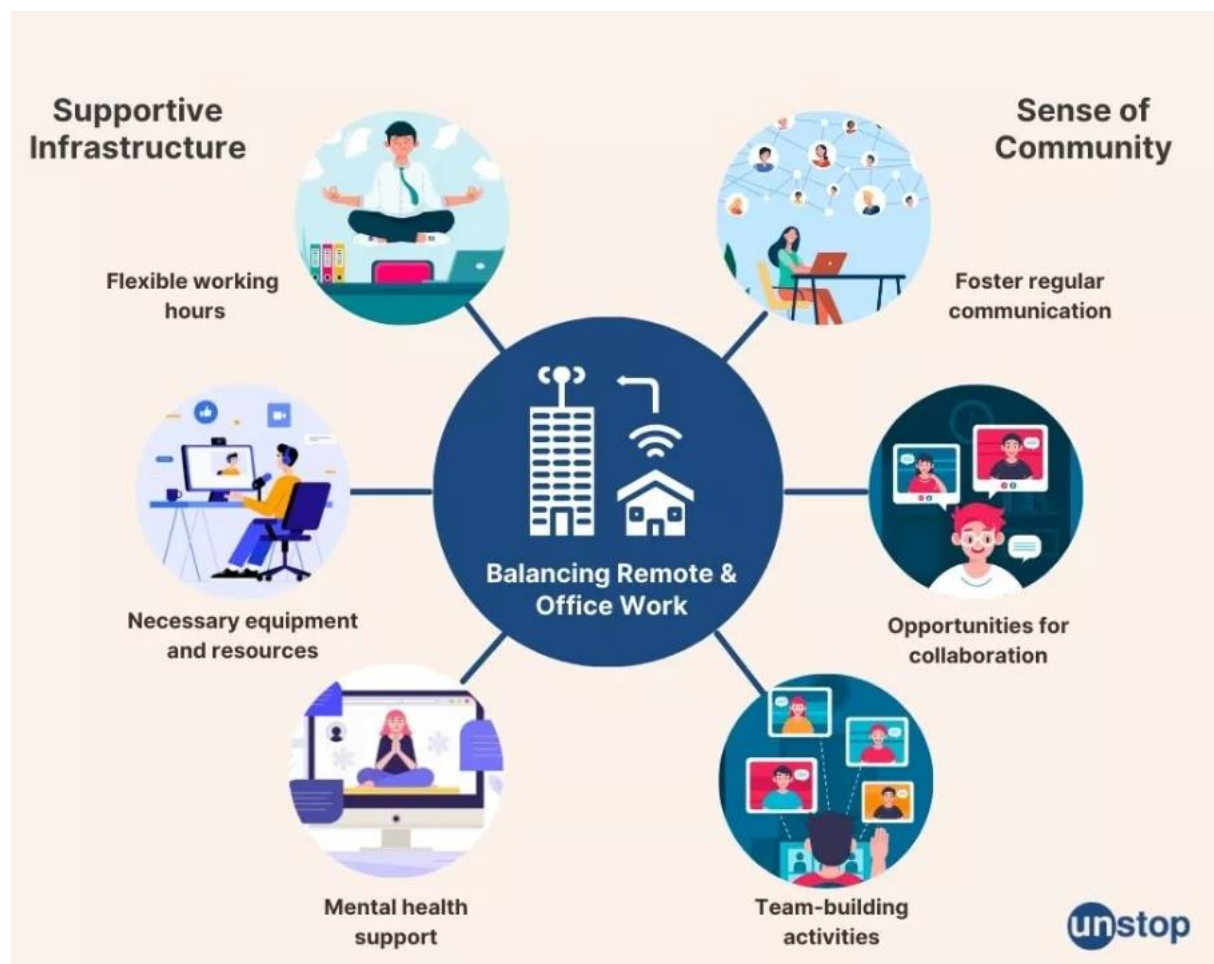 Supportive
Infrastructure
Flexible working
hours
Necessary equipment
and resources
Mental health
support
Balancing Remote &
Office Work
Sense of
Community
Foster regular
communication
Opportunities for
collaboration
Team-building
activities
unstop